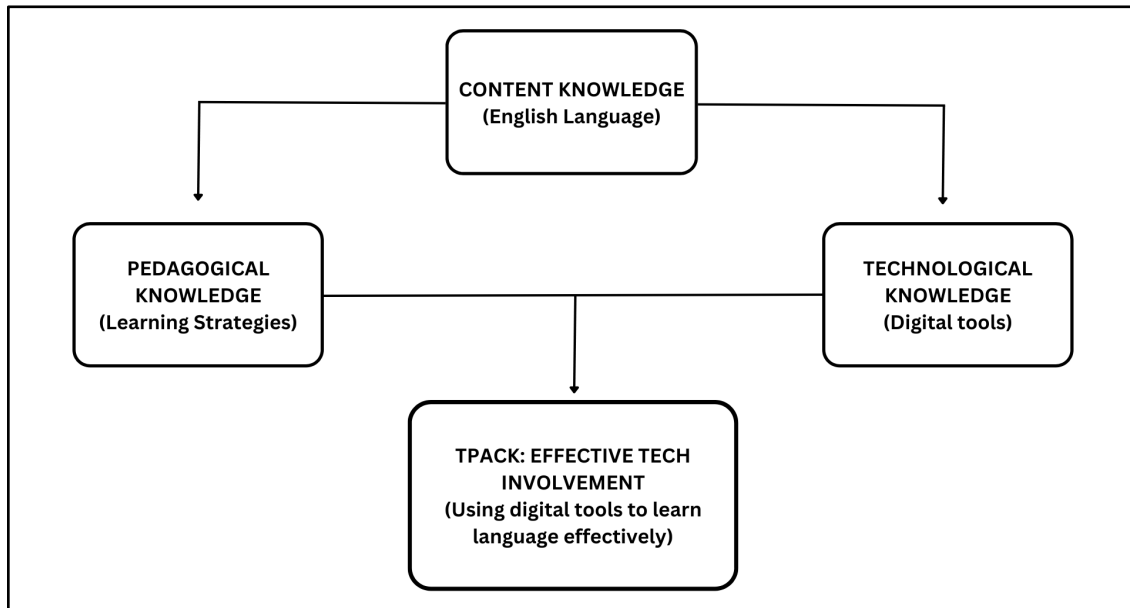 CONTENT KNOWLEDGE
(English Language)
PEDAGOGICAL
KNOWLEDGE
(Learning Strategies)
TECHNOLOGICAL
KNOWLEDGE
(Digital tools)
TPACK: EFFECTIVE TECH
INVOLVEMENT
(Using digital tools to learn
language effectively)